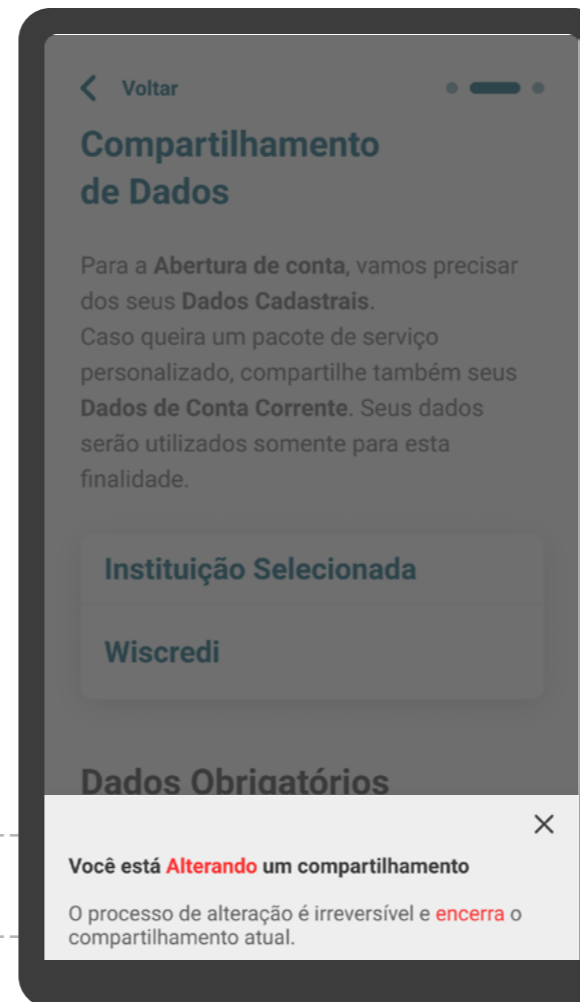 Voltar
Compartilhamento
de Dados
Para a Abertura de conta, vamos precisar
dos seus Dados Cadastrais.
Caso queira um pacote de serviço
personalizado, compartilhe também seus
Dados de Conta Corrente. Seus dados
serão utilizados somente para esta
finalidade.
Instituição Selecionada
Wiscredi
Dados Obrigatórios
Você está Alterando um compartilhamento
O processo de alteração é irreversível e encerra o
compartilhamento atual.